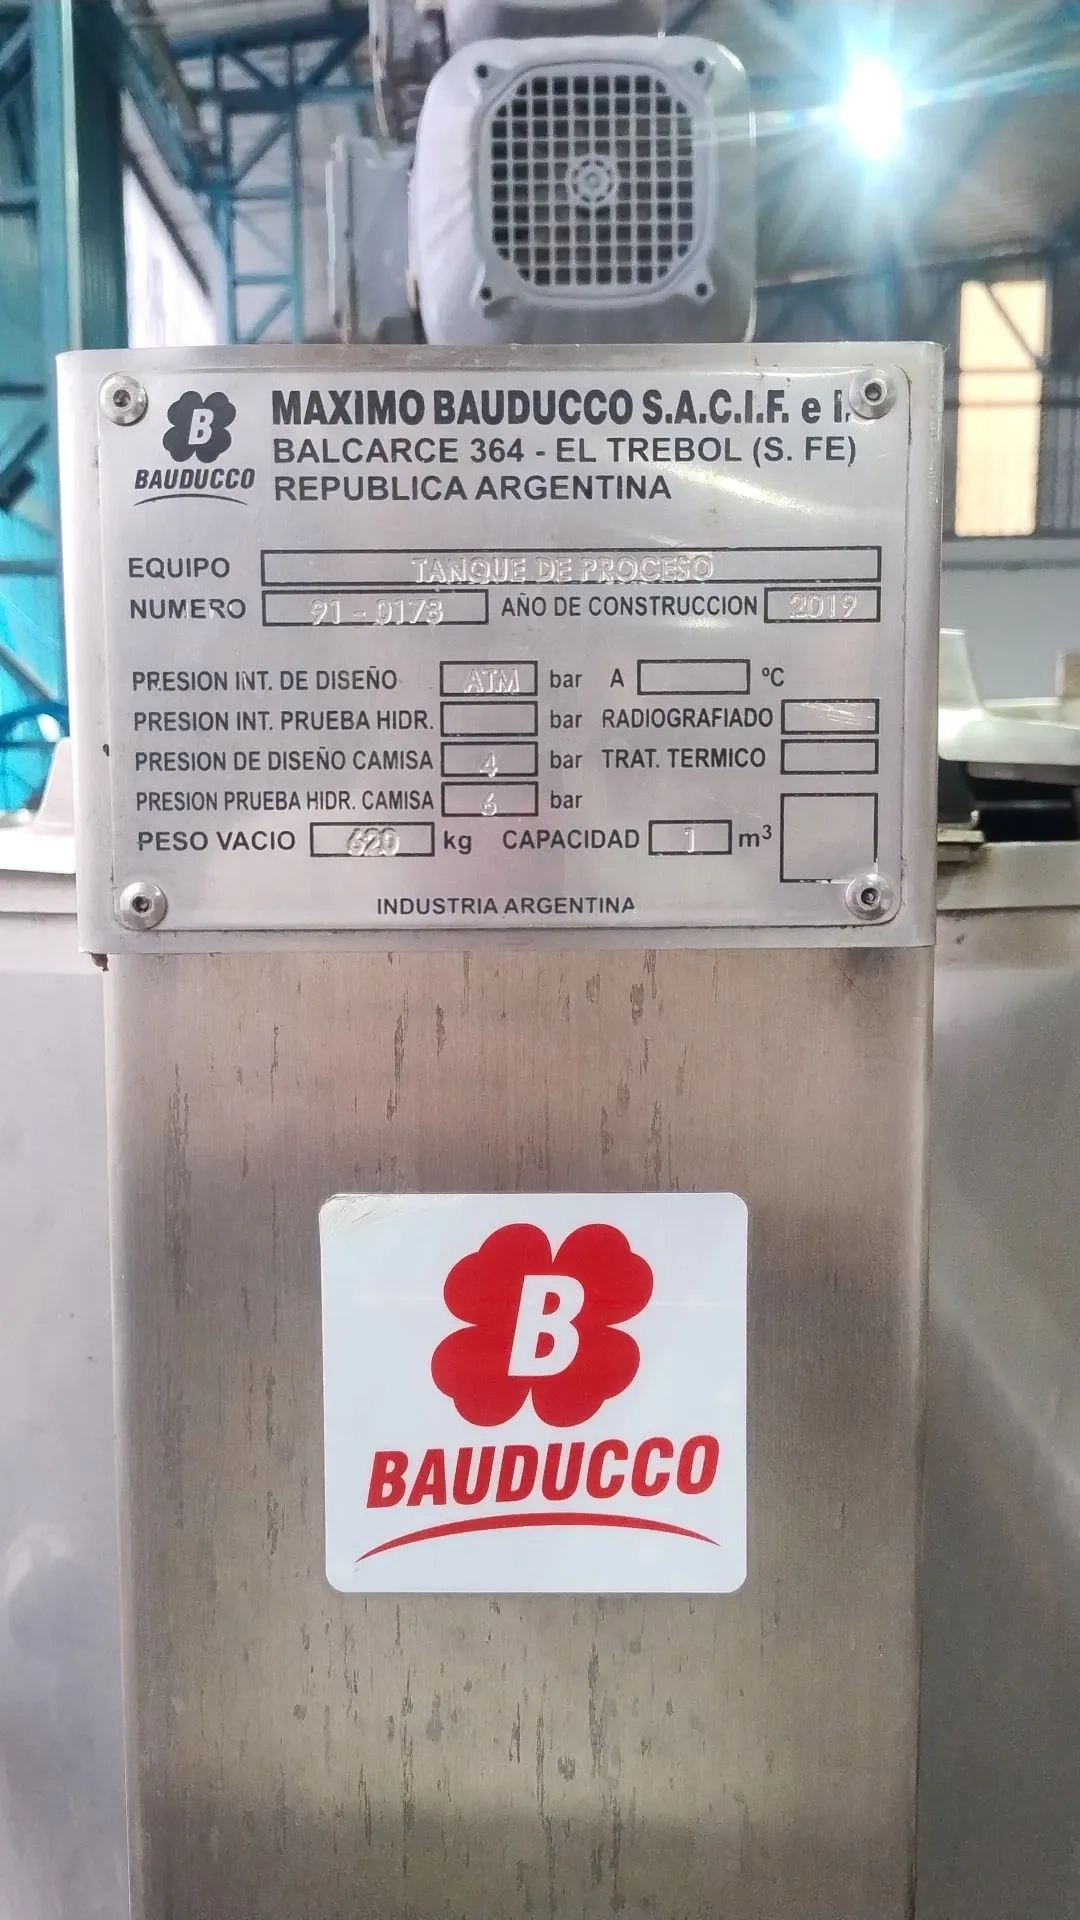 B
BAUDUCCO
MAXIMO BAUDUCCO S.A.C.I.F. e I.
BALCARCE 364 - EL TREBOL (S. FE)
REPUBLICA ARGENTINA
EQUIPO TANQUE DE PROCESO
NUMERO 91-0178 AÑO DE CONSTRUCCION 2019
PRESION INT. DE DISEÑO ATM bar A ºC
PRESION INT. PRUEBA HIDR. bar RADIOGRAFIADO
PRESION DE DISEÑO CAMISA 4 bar TRAT. TERMICO
PRESION PRUEBA HIDR. CAMISA 6 bar
PESO VACIO 620 kg CAPACIDAD 1 m³
INDUSTRIA ARGENTINA
B
BAUDUCCO